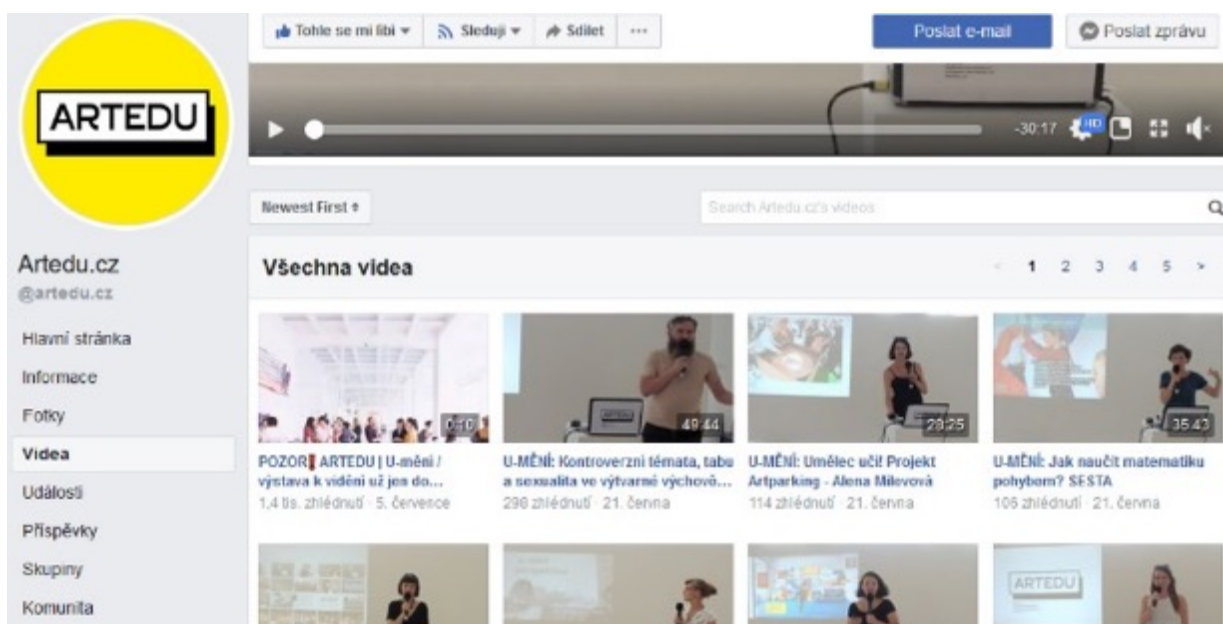 Tohle se mi líbí
Sleduji
Sdílet
Poslat e-mail
Poslat zprávu
ARTEDU
-30:17
HD
Newest First
Search Artedu.cz's videos
Artedu.cz
@artedu.cz
Hlavní stránka
Informace
Fotky
Videa
Události
Příspěvky
Skupiny
Komunita
Všechna videa
< 1 2 3 4 5 >
0:10
POZOR! ARTEDU | U-mění /
výstava k vidění už jen do...
1,4 tis. zhlédnutí · 5. července
ARTEDU
49:44
U-MĚNÍ: Kontroverzní témata, tabu
a sexualita ve výtvarné výchově...
298 zhlédnutí · 21. června
U-MĚNÍ: Umělec učí! Projekt
Artparking - Alena Milevová
114 zhlédnutí · 21. června
35:43
U-MĚNÍ: Jak naučit matematiku
pohybem? SESTA
106 zhlédnutí · 21. června
ARTEDU